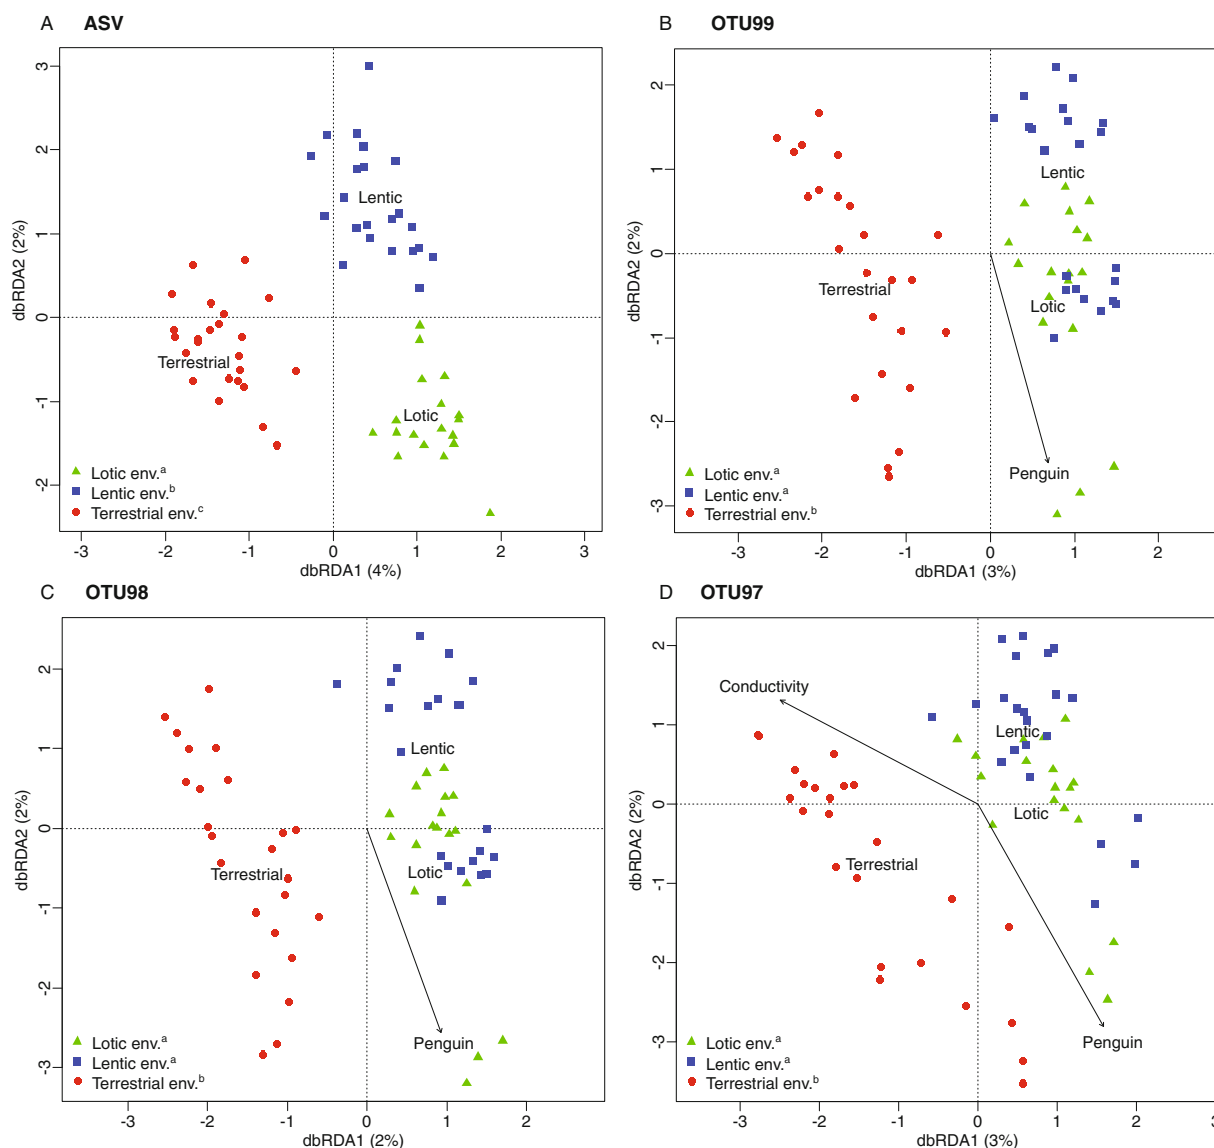 A ASV
3
2
1
0
-1
-2
dbRDA2 (2%)
Lentic
Terrestrial
Lotic
Lotic env.a
Lentic env.b
Terrestrial env.c
-3 -2 -1 0 1 2 3
dbRDA1 (4%)
B OTU99
2
1
0
-1
-2
-3
dbRDA2 (2%)
Lentic
Terrestrial
Lotic
Penguin
Lotic env.a
Lentic env.a
Terrestrial env.b
-3 -2 -1 0 1 2
dbRDA1 (3%)
C OTU98
2
1
0
-1
-2
-3
dbRDA2 (2%)
Lentic
Terrestrial
Lotic
Penguin
Lotic env.a
Lentic env.a
Terrestrial env.b
-3 -2 -1 0 1 2
dbRDA1 (2%)
D OTU97
2
1
0
-1
-2
-3
dbRDA2 (2%)
Conductivity
Lentic
Lotic
Terrestrial
Penguin
Lotic env.a
Lentic env.a
Terrestrial env.b
-3 -2 -1 0 1 2 3
dbRDA1 (3%)